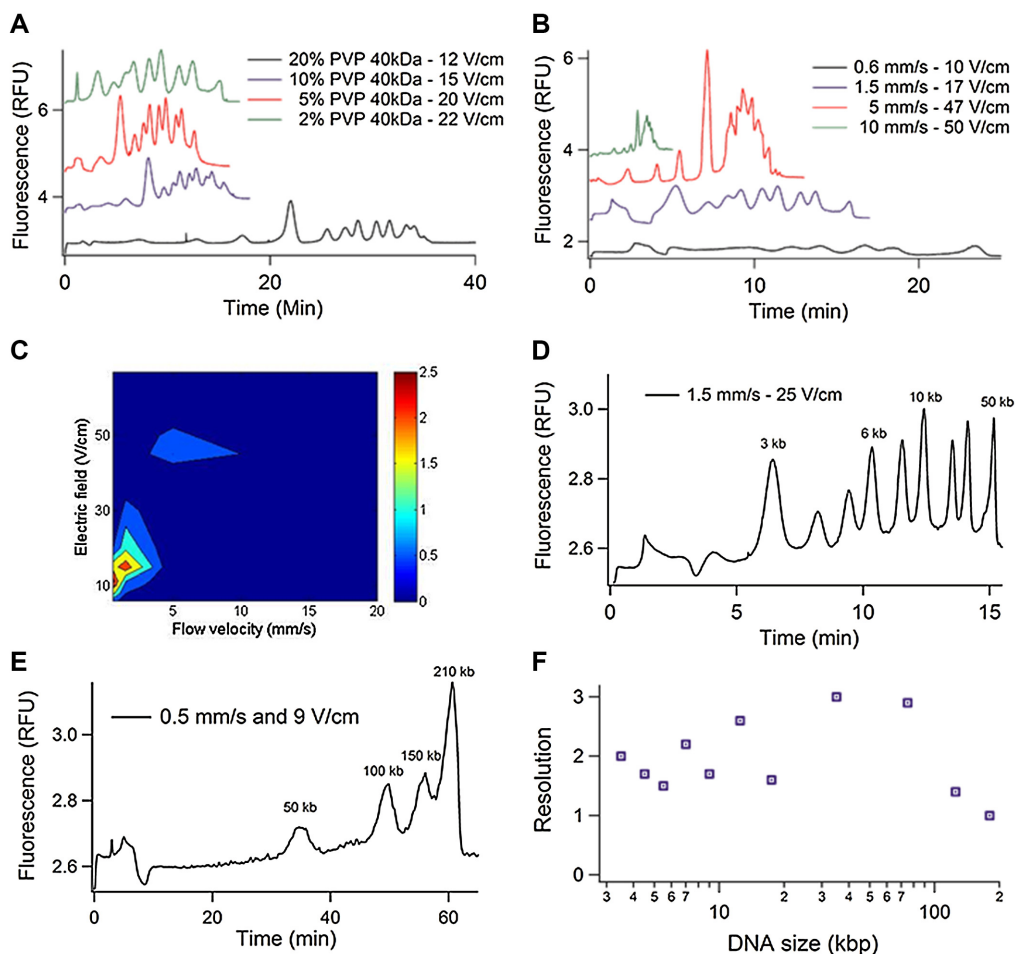 A
Fluorescence (RFU)
6
4
20% PVP 40kDa - 12 V/cm
10% PVP 40kDa - 15 V/cm
5% PVP 40kDa - 20 V/cm
2% PVP 40kDa - 22 V/cm
0 20 40
Time (Min)
B
Fluorescence (RFU)
6
4
2
0.6 mm/s - 10 V/cm
1.5 mm/s - 17 V/cm
5 mm/s - 47 V/cm
10 mm/s - 50 V/cm
0 10 20
Time (min)
C
Electric field (V/cm)
50
30
10
5 10 15 20
Flow velocity (mm/s)
2.5
2
1.5
1
0.5
0
D
Fluorescence (RFU)
3.0
2.8
2.6
1.5 mm/s - 25 V/cm
3 kb
6 kb
10 kb
50 kb
0 5 10 15
Time (min)
E
Fluorescence (RFU)
3.0
2.8
2.6
0.5 mm/s and 9 V/cm
50 kb
100 kb
150 kb
210 kb
0 20 40 60
Time (min)
F
Resolution
3
2
1
0
3 4 5 6 7 10 2 3 4 5 6 7 100 2
DNA size (kbp)